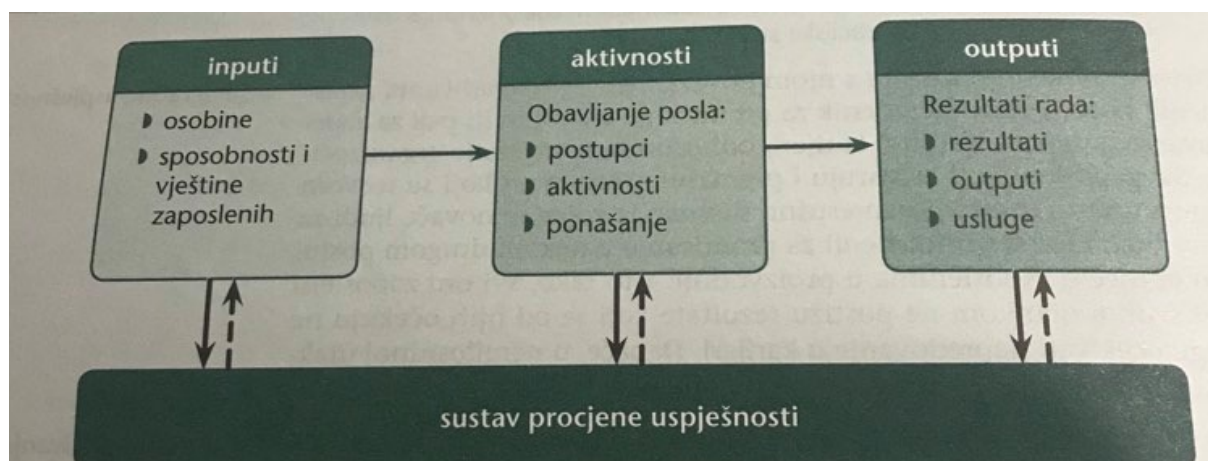 inputi
◗ osobine
◗ sposobnosti i
vještine
zaposlenih
aktivnosti
Obavljanje posla:
◗ postupci
◗ aktivnosti
◗ ponašanje
outputi
Rezultati rada:
◗ rezultati
◗ outputi
◗ usluge
sustav procjene uspješnosti